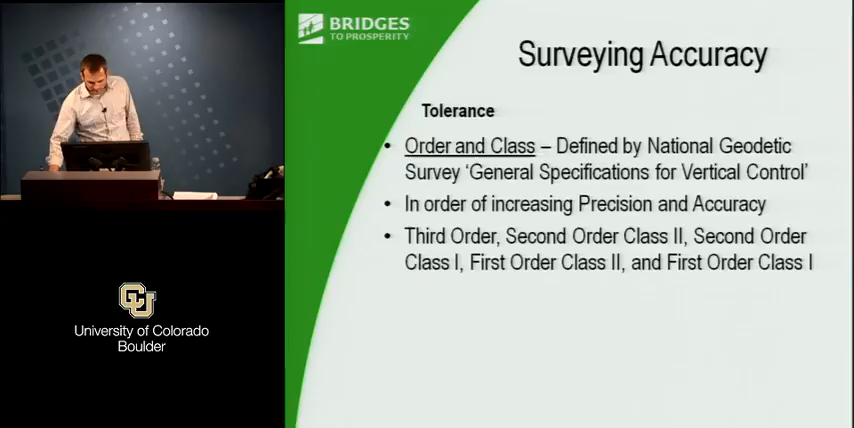 BRIDGES
TO PROSPERITY
Surveying Accuracy
Tolerance
• Order and Class – Defined by National Geodetic
Survey ‘General Specifications for Vertical Control’
• In order of increasing Precision and Accuracy
• Third Order, Second Order Class II, Second Order
Class I, First Order Class II, and First Order Class I
CU
University of Colorado
Boulder